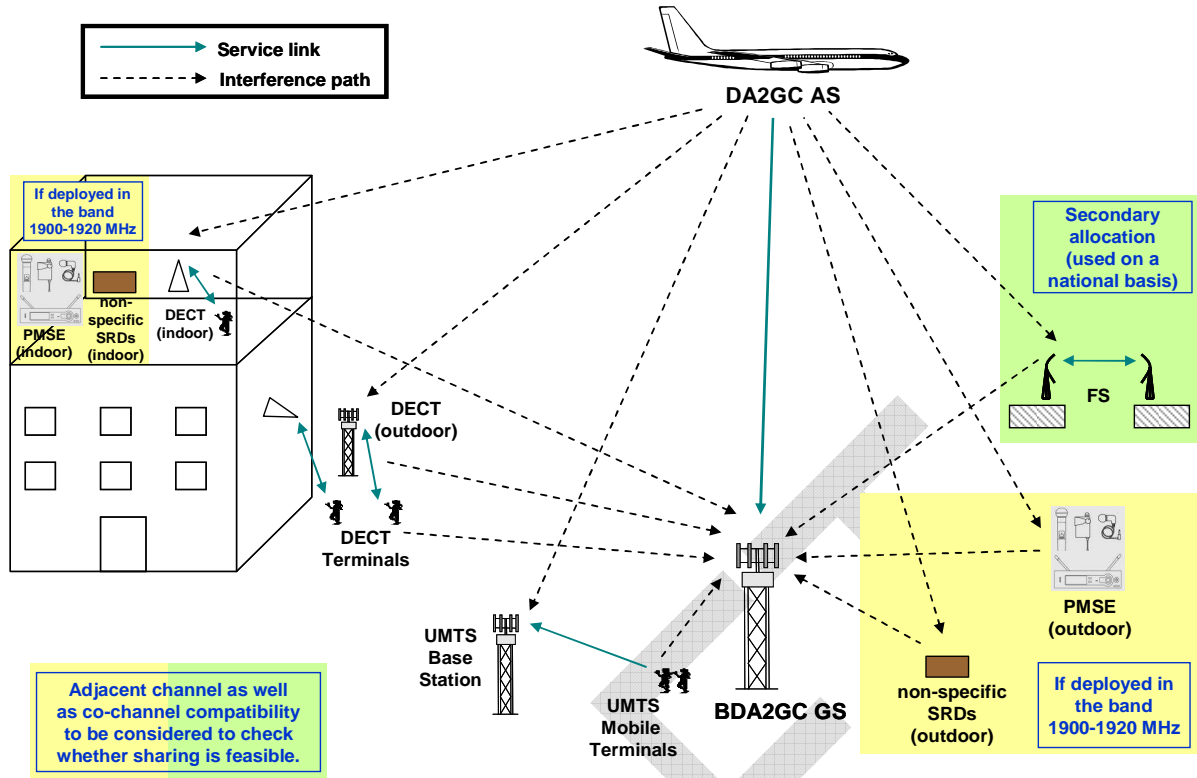 Service link
Interference path
DA2GC AS
If deployed in
the band
1900-1920 MHz
PMSE
(indoor)
non-
specific
SRDs
(indoor)
DECT
(indoor)
Secondary
allocation
(used on a
national basis)
FS
DECT
(outdoor)
DECT
Terminals
UMTS
Base
Station
UMTS
Mobile
Terminals
BDA2GC GS
PMSE
(outdoor)
non-specific
SRDs
(outdoor)
If deployed in
the band
1900-1920 MHz
Adjacent channel as well
as co-channel compatibility
to be considered to check
whether sharing is feasible.